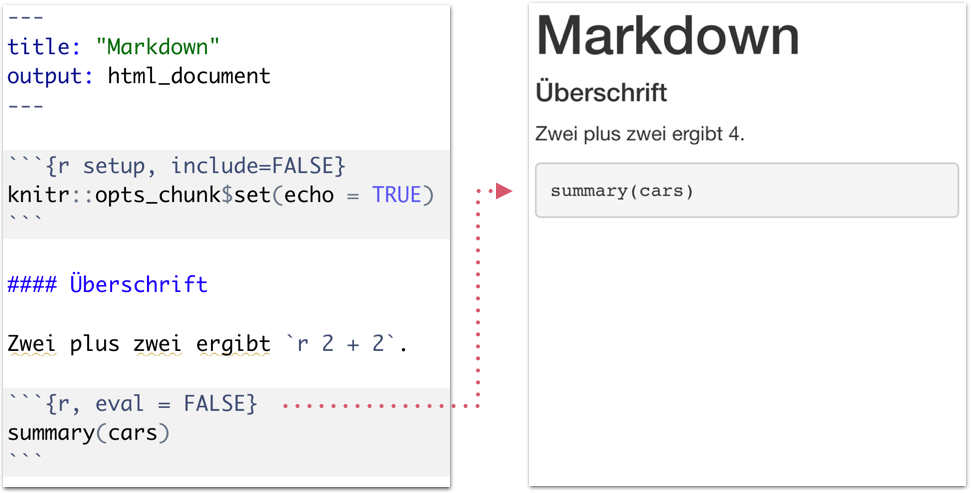 ---
title: "Markdown"
output: html_document
---
```{r setup, include=FALSE}
knitr::opts_chunk$set(echo = TRUE)
```
#### Überschrift
Zwei plus zwei ergibt `r 2 + 2`.
```{r, eval = FALSE}
summary(cars)
```
Markdown
Überschrift
Zwei plus zwei ergibt 4.
summary(cars)